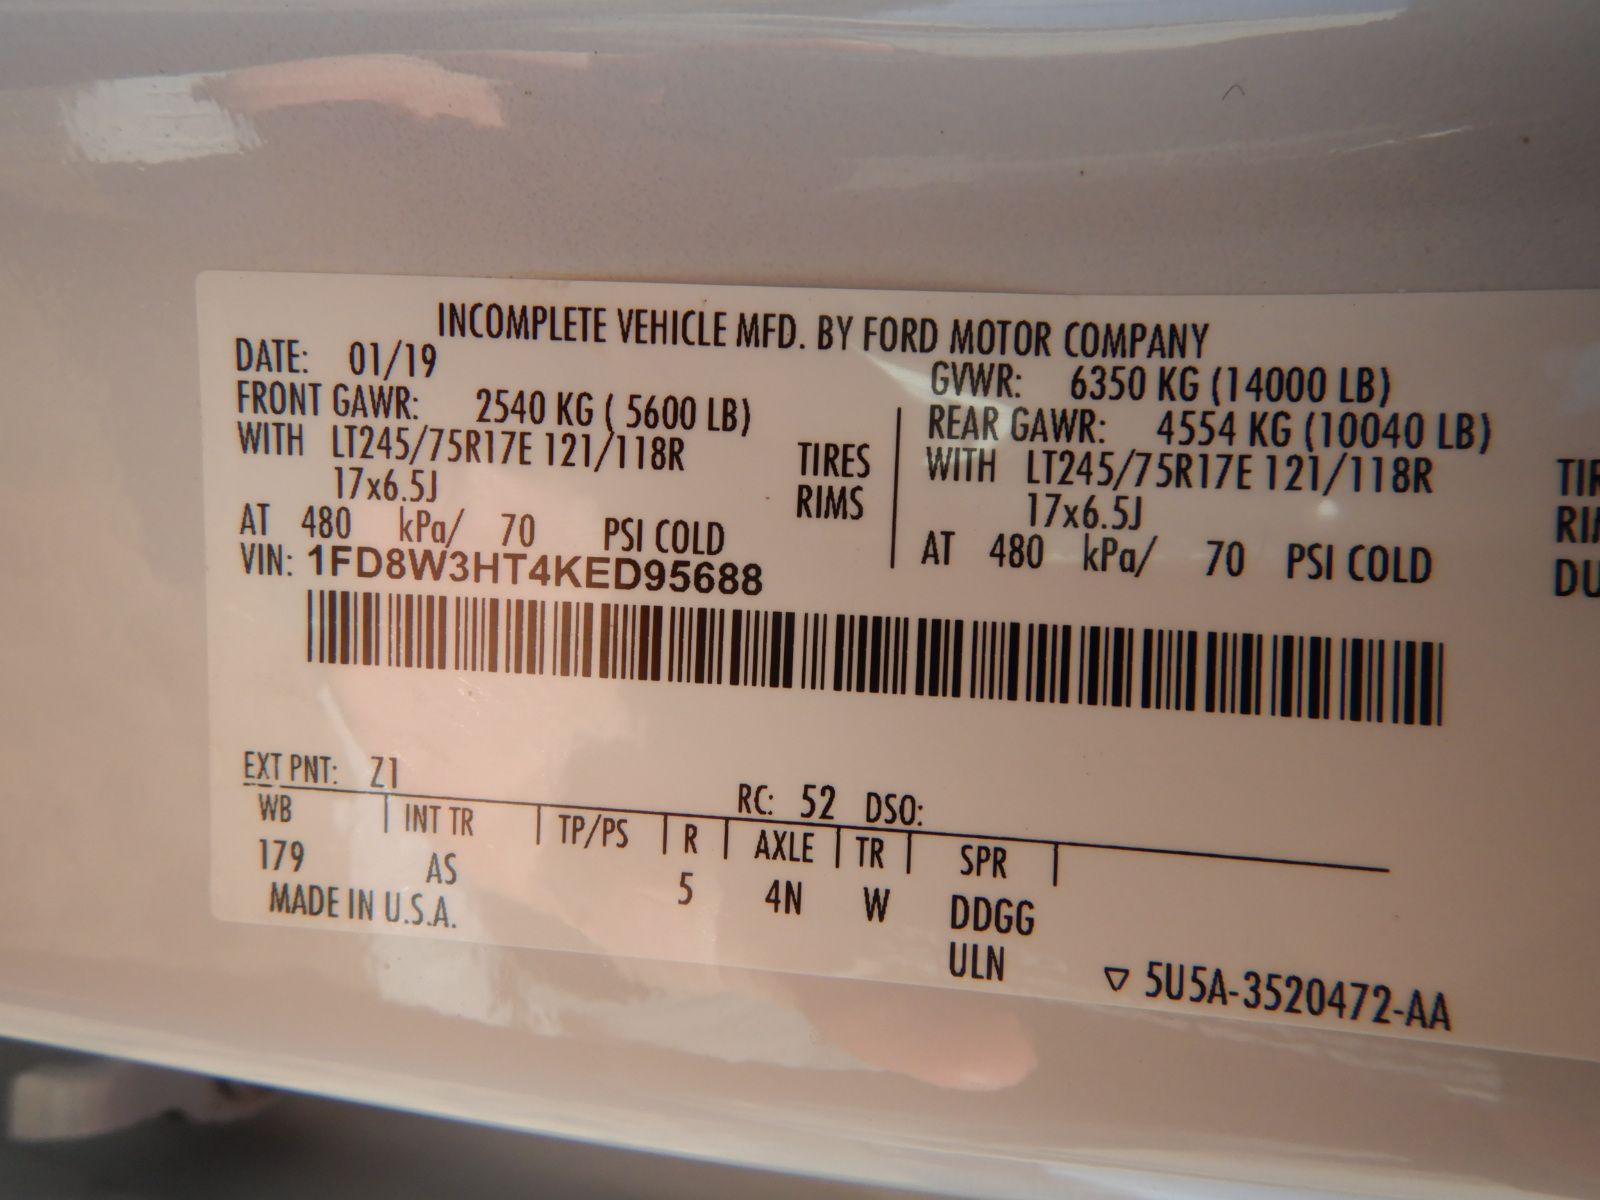 INCOMPLETE VEHICLE MFD. BY FORD MOTOR COMPANY
DATE: 01/19
GVWR: 6350 KG (14000 LB)
FRONT GAWR: 2540 KG ( 5600 LB)
REAR GAWR: 4554 KG (10040 LB)
WITH LT245/75R17E 121/118R TIRES
WITH LT245/75R17E 121/118R
17x6.5J RIMS
17x6.5J
AT 480 kPa/ 70 PSI COLD
AT 480 kPa/ 70 PSI COLD
VIN: 1FD8W3HT4KED95688
EXT PNT: Z1 RC: 52 DSO:
WB INT TR TP/PS R AXLE TR SPR
179 AS 5 4N W DDGG
MADE IN U.S.A. ULN
5U5A-3520472-AA